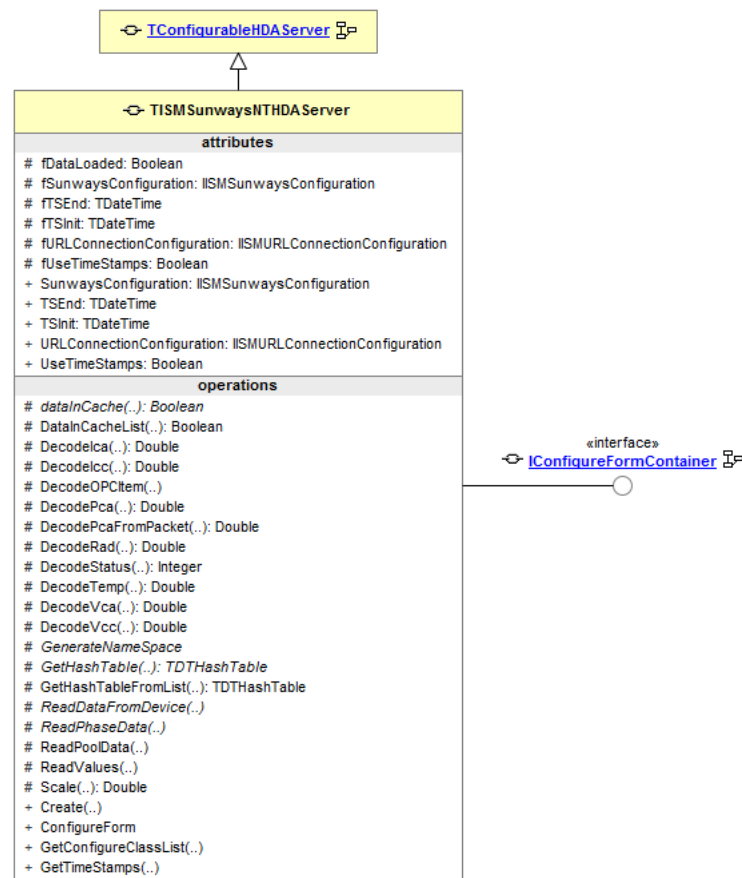 TConfigurableHDAServer
TISMSunwaysNTHDAServer
attributes
# fDataLoaded: Boolean
# fSunwaysConfiguration: IISMSunwaysConfiguration
# fTSEnd: TDateTime
# fTSInit: TDateTime
# fURLConnectionConfiguration: IISMURLConnectionConfiguration
# fUseTimeStamps: Boolean
+ SunwaysConfiguration: IISMSunwaysConfiguration
+ TSEnd: TDateTime
+ TSInit: TDateTime
+ URLConnectionConfiguration: IISMURLConnectionConfiguration
+ UseTimeStamps: Boolean
operations
# dataInCache(..): Boolean
# DataInCacheList(..): Boolean
# DecodeIca(..): Double
# DecodeIcc(..): Double
# DecodeOPCItem(..)
# DecodePca(..): Double
# DecodePcaFromPacket(..): Double
# DecodeRad(..): Double
# DecodeStatus(..): Integer
# DecodeTemp(..): Double
# DecodeVca(..): Double
# DecodeVcc(..): Double
# GenerateNameSpace
# GetHashTable(..): TDTHashTable
# GetHashTableFromList(..): TDTHashTable
# ReadDataFromDevice(..)
# ReadPhaseData(..)
# ReadPoolData(..)
# ReadValues(..)
# Scale(..): Double
+ Create(..)
+ ConfigureForm
+ GetConfigureClassList(..)
+ GetTimeStamps(..)
«interface»
IConfigureFormContainer